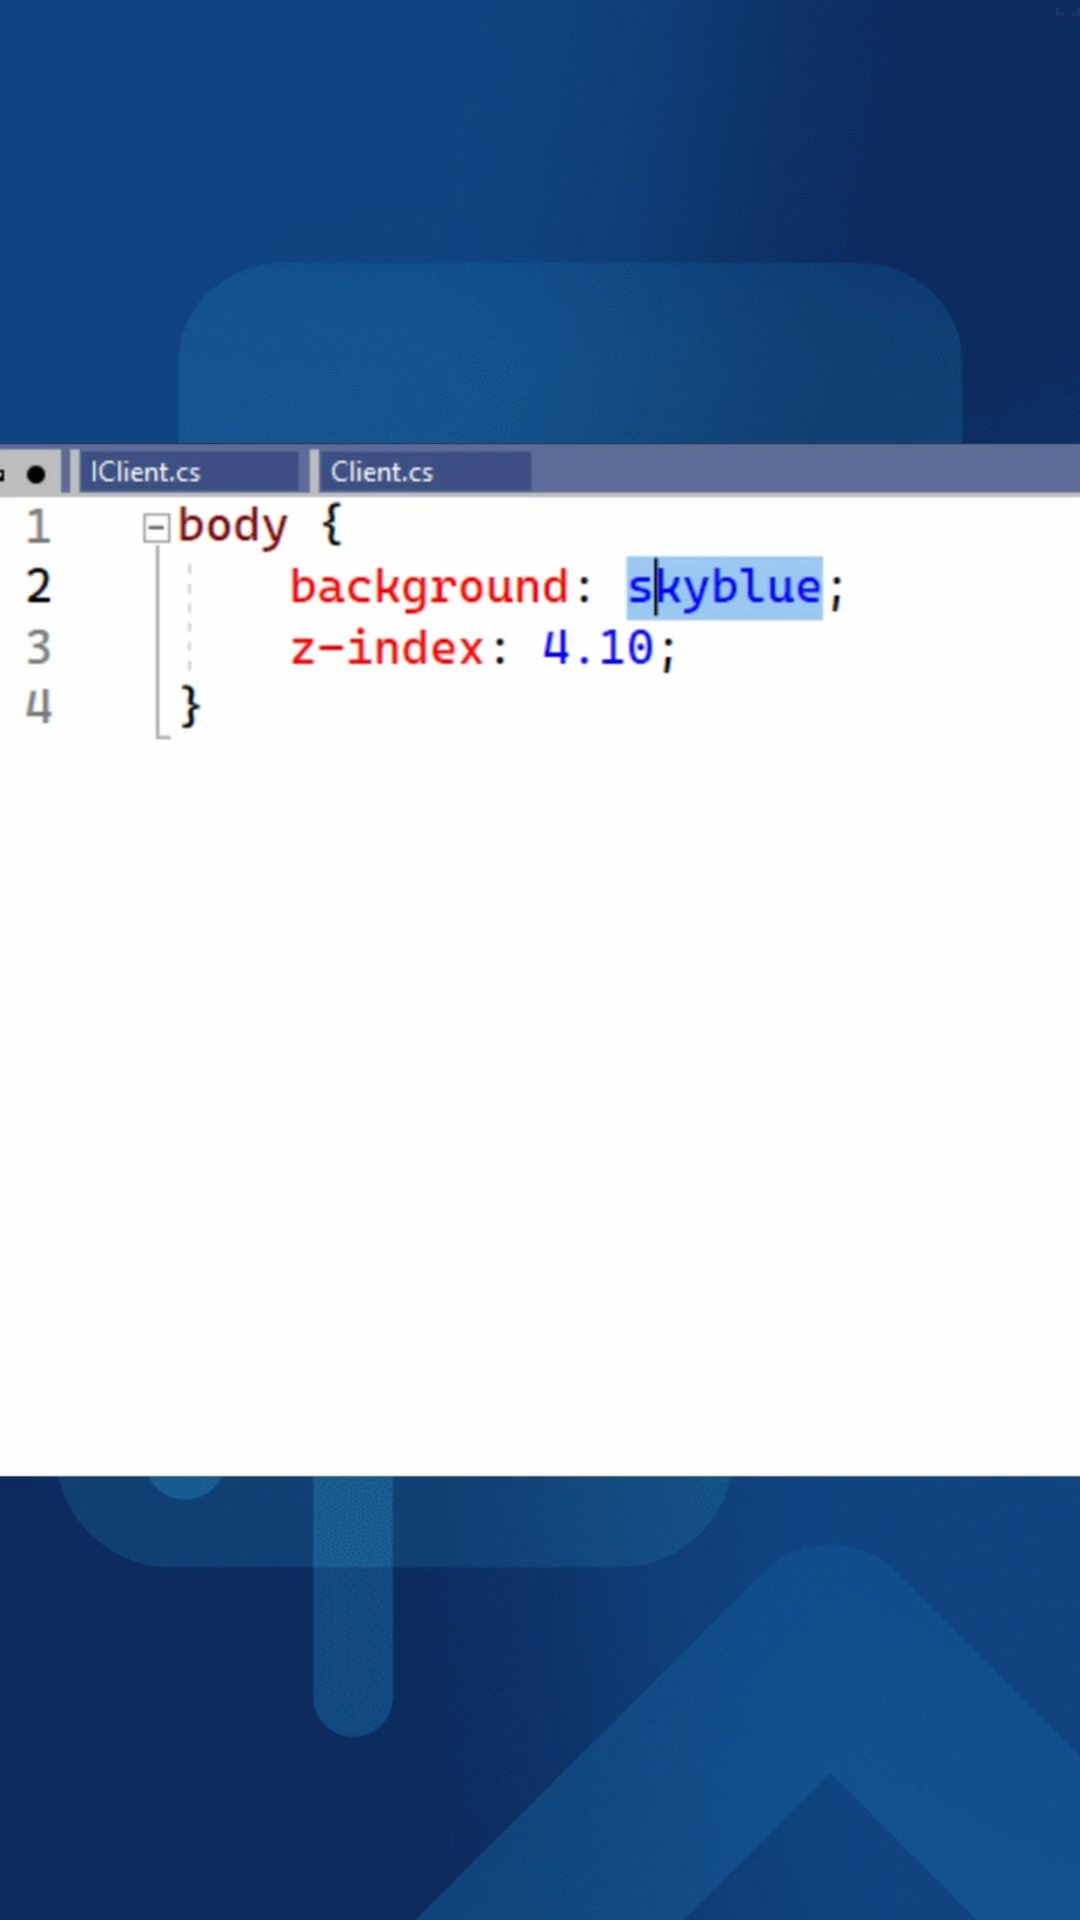 IClient.cs Client.cs
1 body {
2 background: skyblue;
3 z-index: 4.10;
4 }